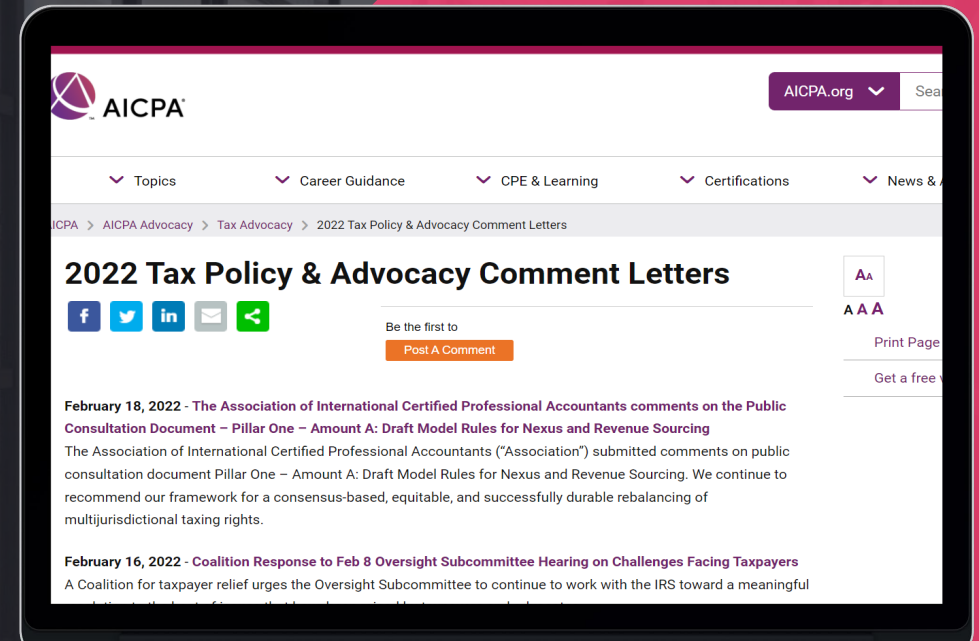 AICPA
AICPA.org
Topics
Career Guidance
CPE & Learning
Certifications
News &
AICPA Advocacy > Tax Advocacy > 2022 Tax Policy & Advocacy Comment Letters
2022 Tax Policy & Advocacy Comment Letters
AA
A A A
Be the first to
Post A Comment
Print Page
Get a free
February 18, 2022 - The Association of International Certified Professional Accountants comments on the Public
Consultation Document – Pillar One – Amount A: Draft Model Rules for Nexus and Revenue Sourcing
The Association of International Certified Professional Accountants (“Association”) submitted comments on public
consultation document Pillar One – Amount A: Draft Model Rules for Nexus and Revenue Sourcing. We continue to
recommend our framework for a consensus-based, equitable, and successfully durable rebalancing of
multijurisdictional taxing rights.
February 16, 2022 - Coalition Response to Feb 8 Oversight Subcommittee Hearing on Challenges Facing Taxpayers
A Coalition for taxpayer relief urges the Oversight Subcommittee to continue to work with the IRS toward a meaningful